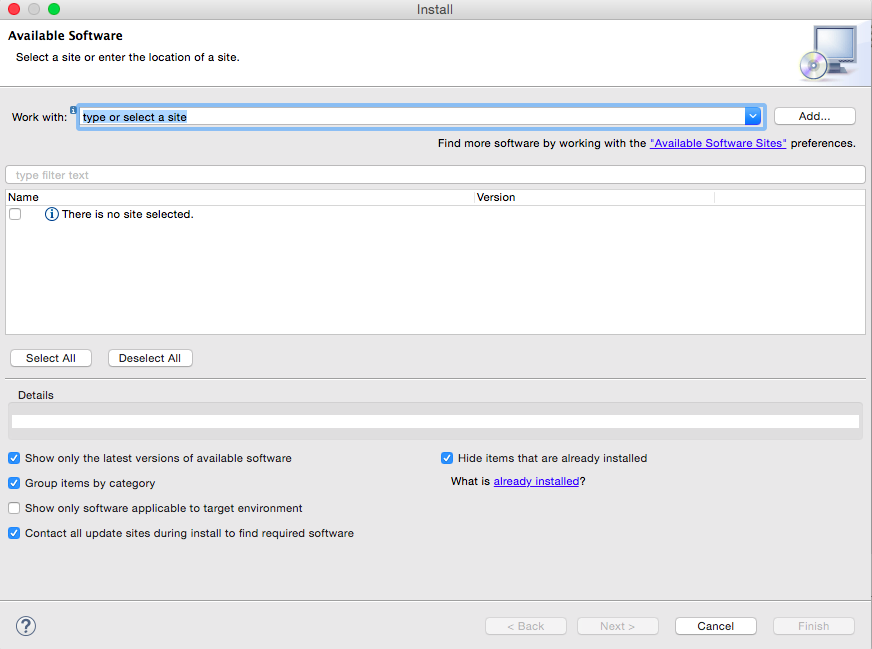 Install
Available Software
Select a site or enter the location of a site.
Work with: type or select a site Add...
Find more software by working with the "Available Software Sites" preferences.
type filter text
Name Version
There is no site selected.
Select All Deselect All
Details
Show only the latest versions of available software Hide items that are already installed
Group items by category What is already installed?
Show only software applicable to target environment
Contact all update sites during install to find required software
? < Back Next > Cancel Finish